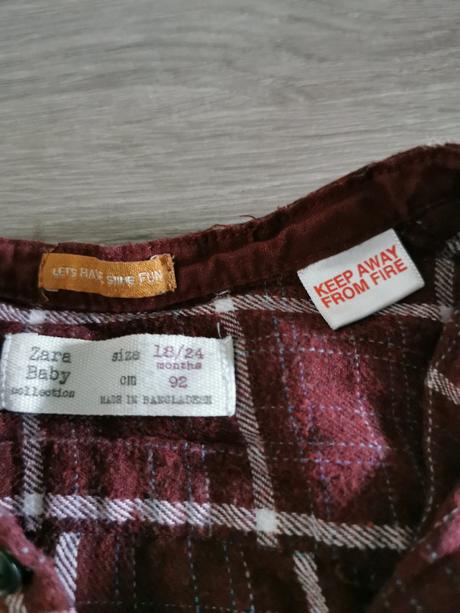 LETS HAVE SOME FUN
KEEP AWAY
FROM FIRE
Zara
Baby
collection
size 18/24
months
cm 92
MADE IN BANGLADESH